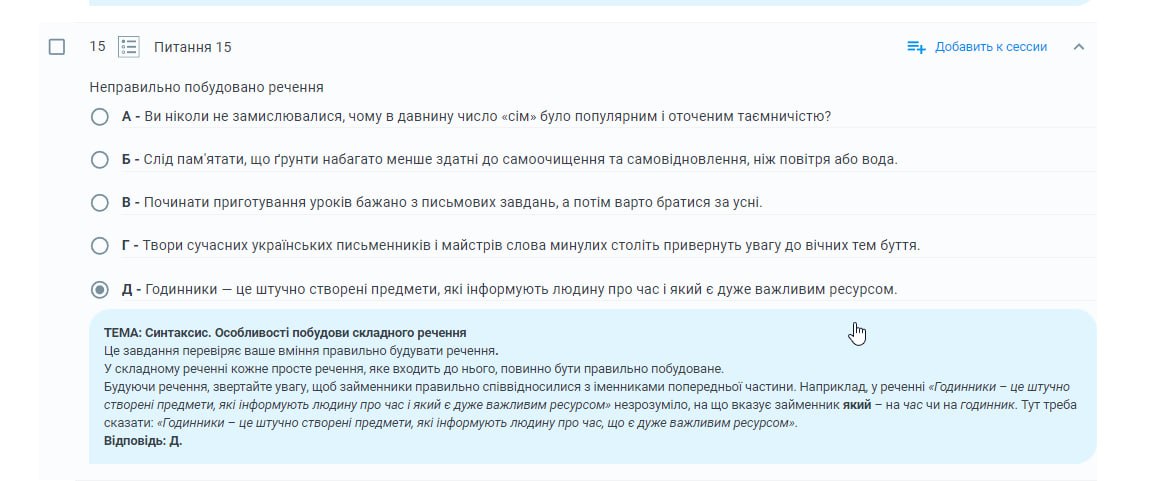 15 Питання 15 Добавить к сессии
Неправильно побудовано речення
А - Ви ніколи не замислювалися, чому в давнину число «сім» було популярним і оточеним таємничістю?
Б - Слід пам'ятати, що ґрунти набагато менше здатні до самоочищення та самовідновлення, ніж повітря або вода.
В - Починати приготування уроків бажано з письмових завдань, а потім варто братися за усні.
Г - Твори сучасних українських письменників і майстрів слова минулих століть привернуть увагу до вічних тем буття.
Д - Годинники — це штучно створені предмети, які інформують людину про час і який є дуже важливим ресурсом.
ТЕМА: Синтаксис. Особливості побудови складного речення
Це завдання перевіряє ваше вміння правильно будувати речення.
У складному реченні кожне просте речення, яке входить до нього, повинно бути правильно побудоване.
Будуючи речення, звертайте увагу, щоб займенники правильно співвідносилися з іменниками попередньої частини. Наприклад, у реченні «Годинники – це штучно
створені предмети, які інформують людину про час і який є дуже важливим ресурсом» незрозуміло, на що вказує займенник який – на час чи на годинник. Тут треба
сказати: «Годинники – це штучно створені предмети, які інформують людину про час, що є дуже важливим ресурсом».
Відповідь: Д.